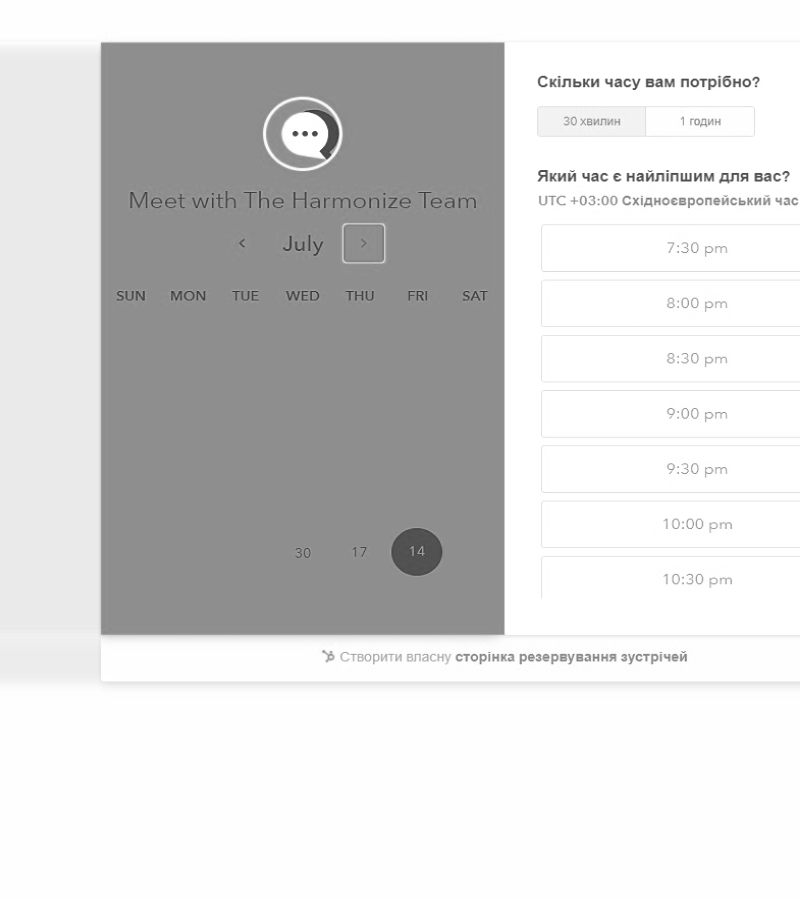 Meet with The Harmonize Team
July
SUN MON TUE WED THU FRI SAT
30 17 14
Скільки часу вам потрібно?
30 хвилин 1 годин
Який час є найліпшим для вас?
UTC +03:00 Східноєвропейський час
7:30 pm
8:00 pm
8:30 pm
9:00 pm
9:30 pm
10:00 pm
10:30 pm
Створити власну сторінка резервування зустрічей